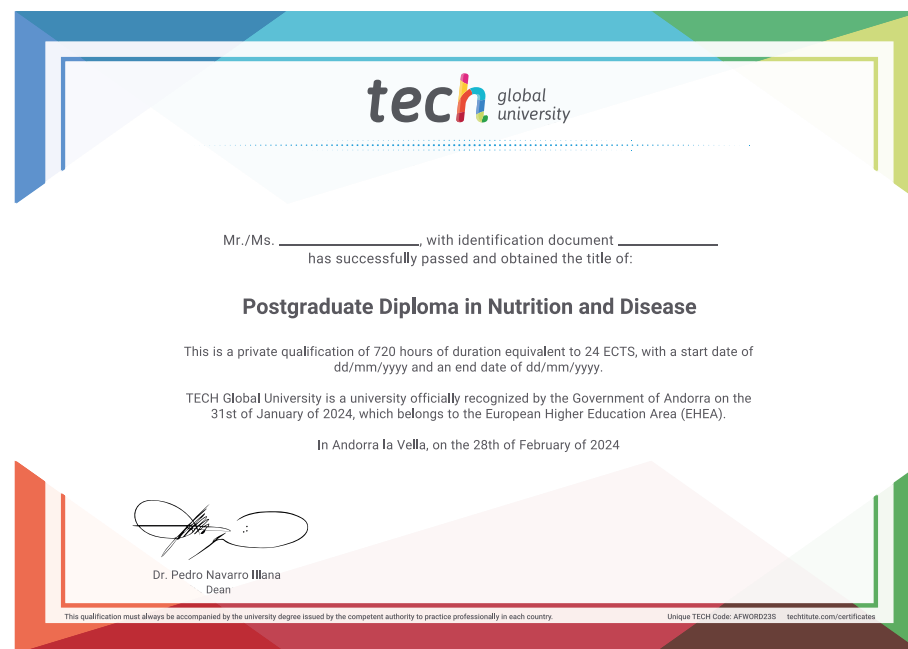 tech global university
Mr./Ms. ____________, with identification document ____________
has successfully passed and obtained the title of:
Postgraduate Diploma in Nutrition and Disease
This is a private qualification of 720 hours of duration equivalent to 24 ECTS, with a start date of
dd/mm/yyyy and an end date of dd/mm/yyyy.
TECH Global University is a university officially recognized by the Government of Andorra on the
31st of January of 2024, which belongs to the European Higher Education Area (EHEA).
In Andorra la Vella, on the 28th of February of 2024
Dr. Pedro Navarro Illana
Dean
This qualification must always be accompanied by the university degree issued by the competent authority to practice professionally in each country.
Unique TECH Code: AFWORD23S techtitute.com/certificates